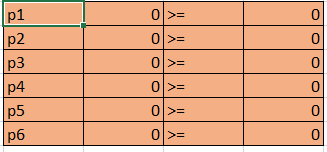 p1 0 >= 0
p2 0 >= 0
p3 0 >= 0
p4 0 >= 0
p5 0 >= 0
p6 0 >= 0